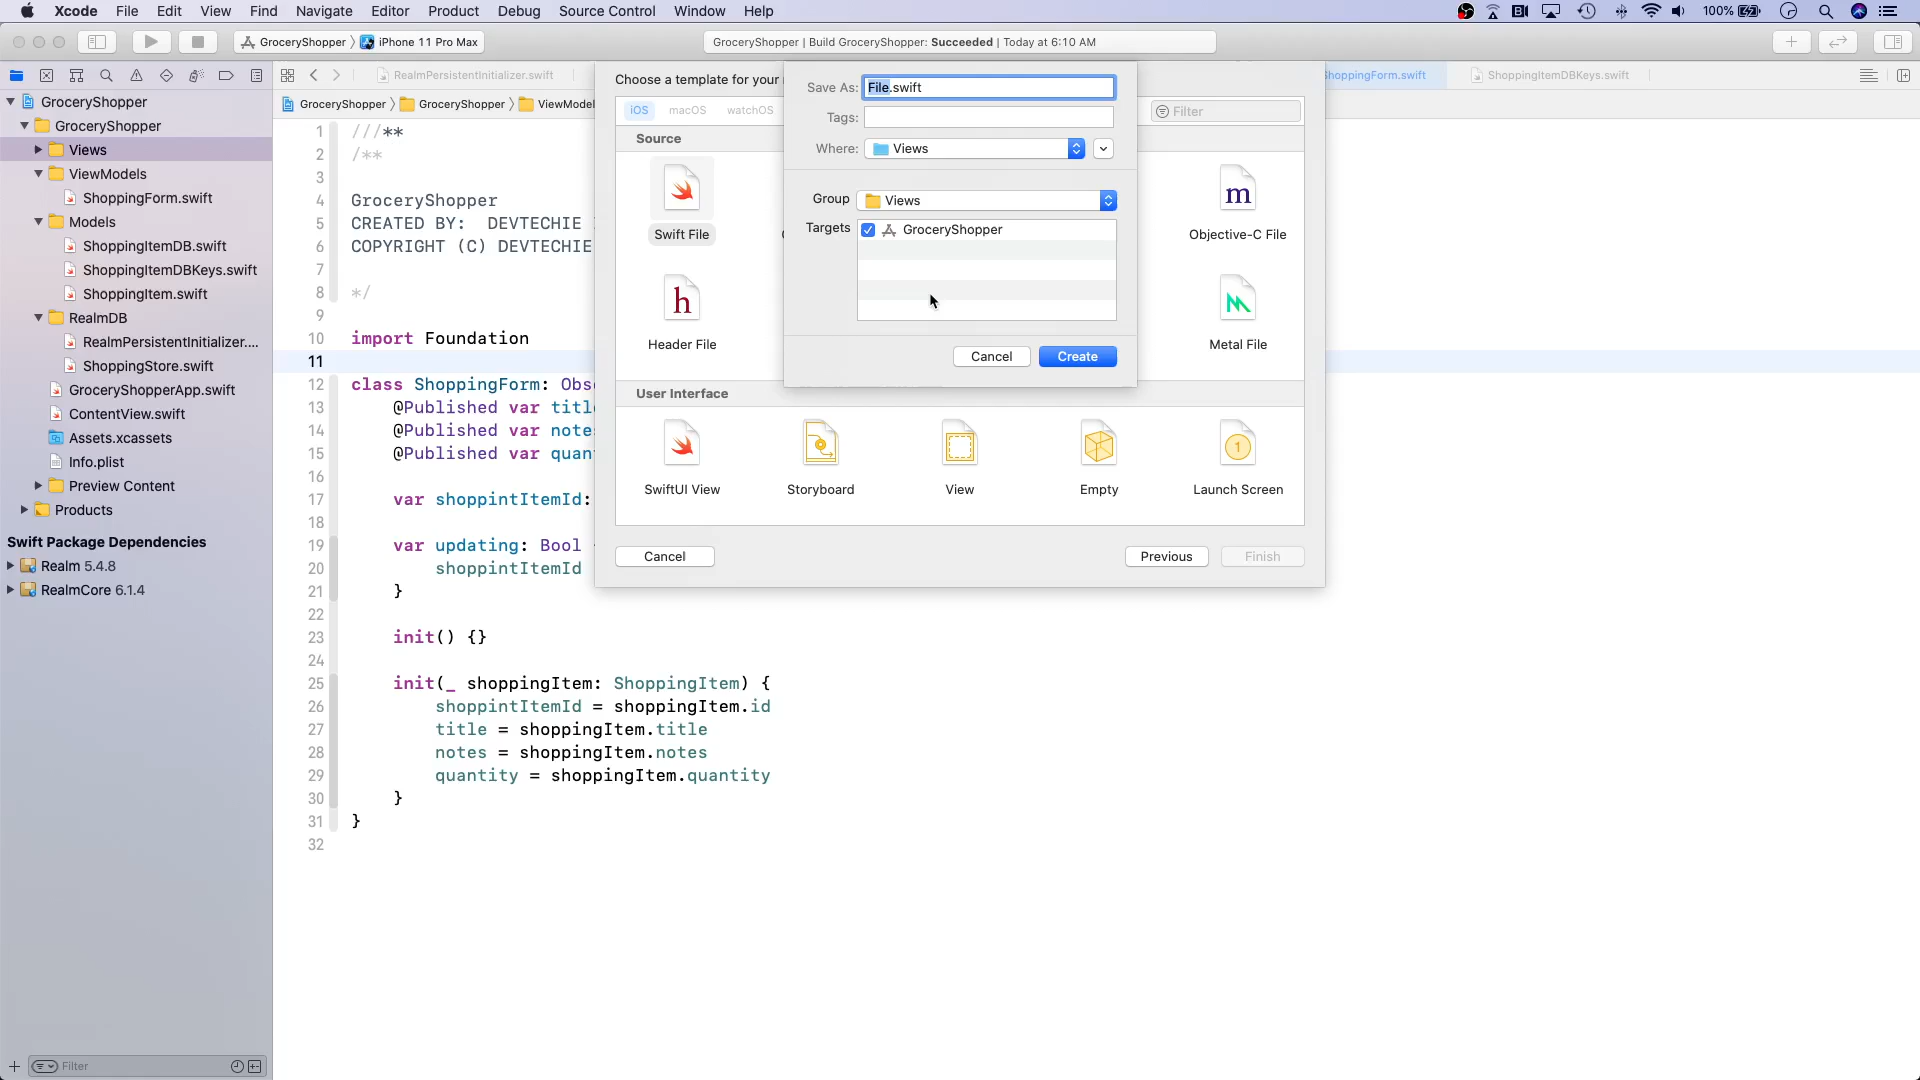 Xcode File Edit View Find Navigate Editor Product Debug Source Control Window Help
100%
GroceryShopper iPhone 11 Pro Max
GroceryShopper | Build GroceryShopper: Succeeded | Today at 6:10 AM
RealmPersistentInitializer.swift
ShoppingForm.swift
ShoppingItemDBKeys.swift
GroceryShopper GroceryShopper ViewModel
GroceryShopper
GroceryShopper
Views
ViewModels
ShoppingForm.swift
Models
ShoppingItemDB.swift
ShoppingItemDBKeys.swift
ShoppingItem.swift
RealmDB
RealmPersistentInitializer....
ShoppingStore.swift
GroceryShopperApp.swift
ContentView.swift
Assets.xcassets
Info.plist
Preview Content
Products
Swift Package Dependencies
Realm 5.4.8
RealmCore 6.1.4
Filter
1 ///**
2 /**
3
4 GroceryShopper
5 CREATED BY: DEVTECHIE
6 COPYRIGHT (C) DEVTECHIE
7
8 */
9
10 import Foundation
11
12 class ShoppingForm: Obs
13 @Published var title
14 @Published var notes
15 @Published var quan
16
17 var shoppintItemId:
18
19 var updating: Bool
20 shoppintItemId
21 }
22
23 init() {}
24
25 init(_ shoppingItem: ShoppingItem) {
26 shoppintItemId = shoppingItem.id
27 title = shoppingItem.title
28 notes = shoppingItem.notes
29 quantity = shoppingItem.quantity
30 }
31 }
32
Choose a template for your
iOS macOS watchOS
Filter
Source
Swift File
Objective-C File
m
h
Header File
Metal File
User Interface
SwiftUI View
Storyboard
View
Empty
1
Launch Screen
Cancel
Previous
Finish
Save As: File.swift
Tags:
Where: Views
Group Views
Targets GroceryShopper
Cancel
Create